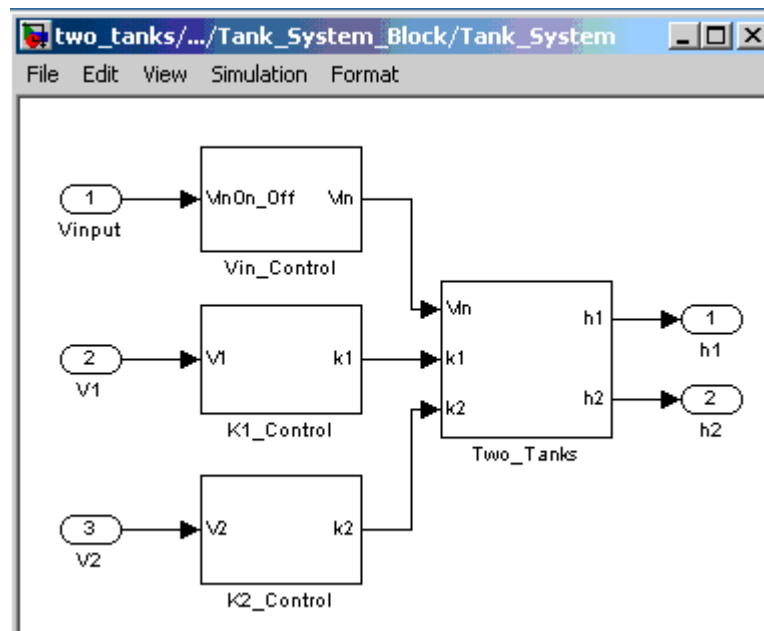 two_tanks/.../Tank_System_Block/Tank_System
File Edit View Simulation Format
1
Vinput
VinOn_Off Vin
Vin_Control
2
V1
V1 k1
K1_Control
3
V2
V2 k2
K2_Control
Vin
k1
k2
h1
h2
Two_Tanks
1
h1
2
h2